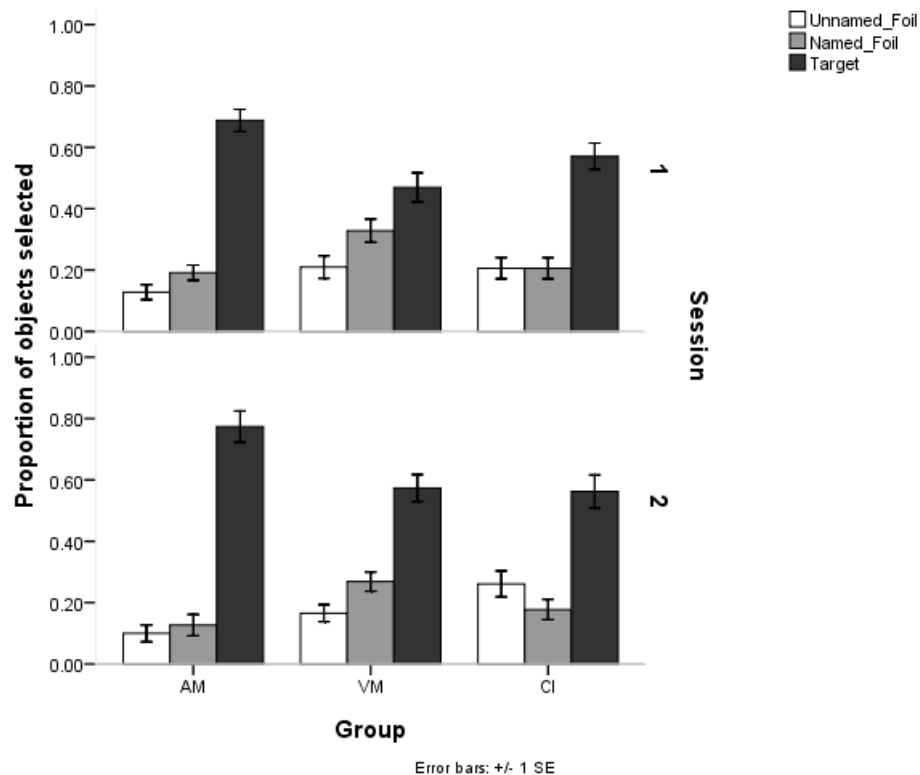 Unnamed_Foil
Named_Foil
Target
Proportion of objects selected
1.00
0.80
0.60
0.40
0.20
0.00
1
1.00
0.80
0.60
0.40
0.20
0.00
2
Session
AM VM CI
Group
Error bars: +/- 1 SE